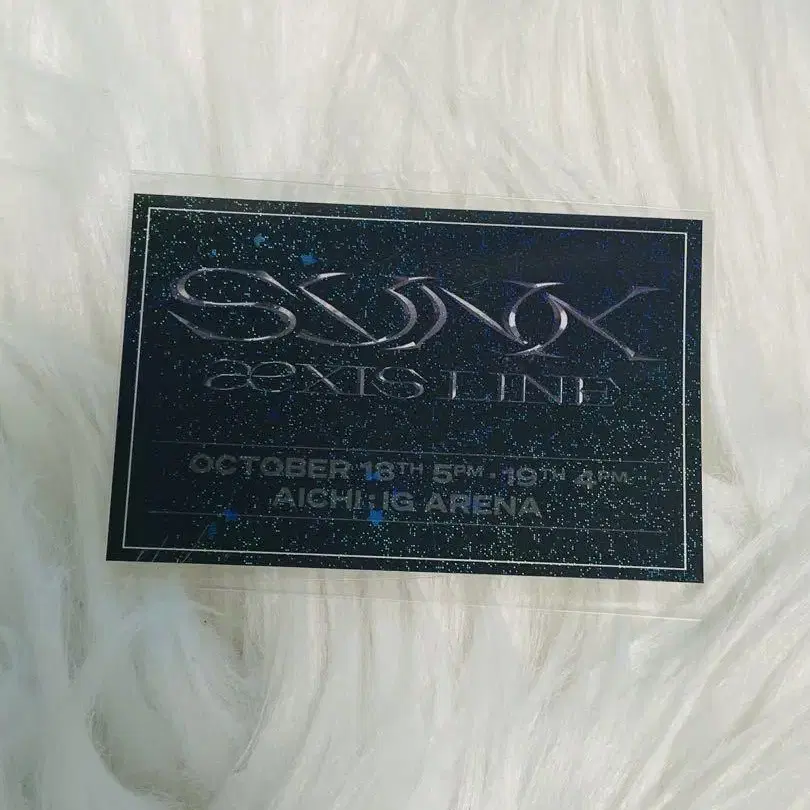 SYNK
æXIS LINE
OCTOBER 18TH 5PM · 19TH 4PM
AICHI : IG ARENA